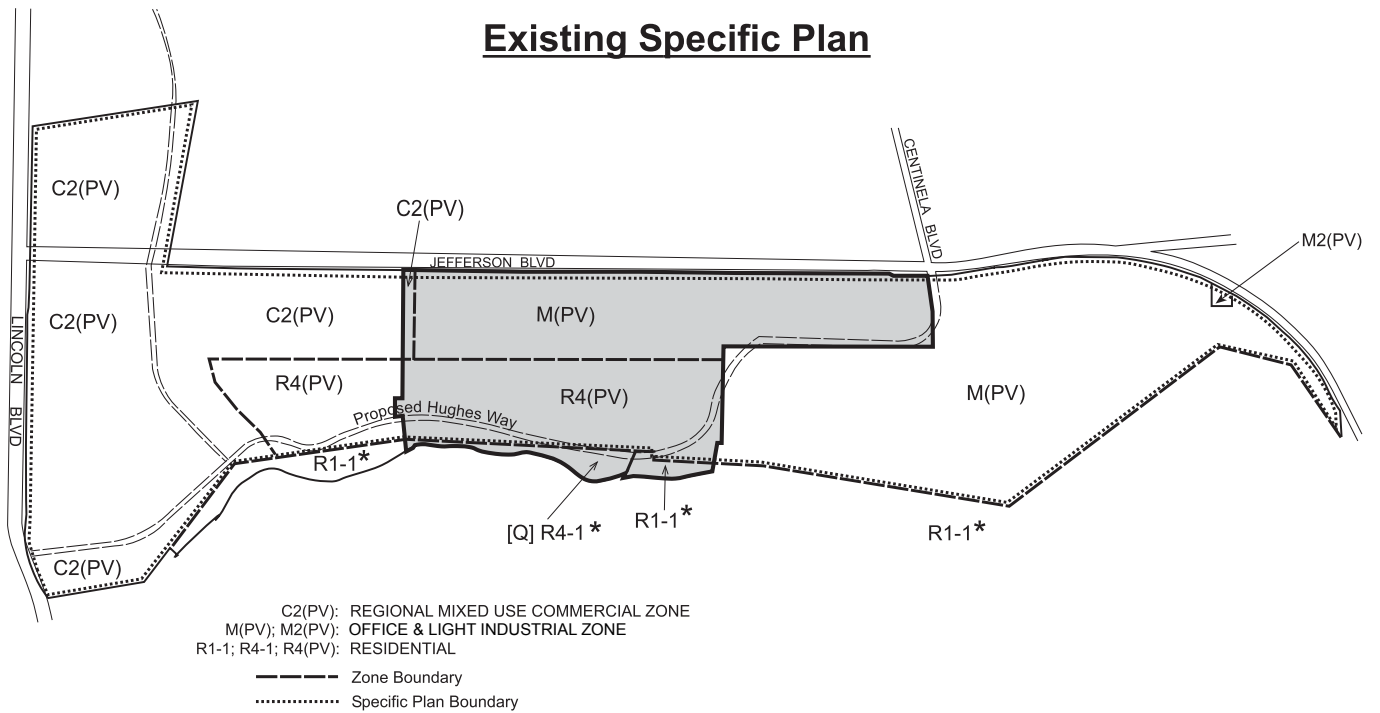 Existing Specific Plan
CENTINELA BLVD
C2(PV)
C2(PV)
M2(PV)
JEFFERSON BLVD
C2(PV)
C2(PV)
M(PV)
LINCOLN BLVD
R4(PV)
R4(PV)
M(PV)
Proposed Hughes Way
R1-1*
[Q] R4-1*
R1-1*
R1-1*
C2(PV)
C2(PV): REGIONAL MIXED USE COMMERCIAL ZONE
M(PV); M2(PV): OFFICE & LIGHT INDUSTRIAL ZONE
R1-1; R4-1; R4(PV): RESIDENTIAL
Zone Boundary
Specific Plan Boundary